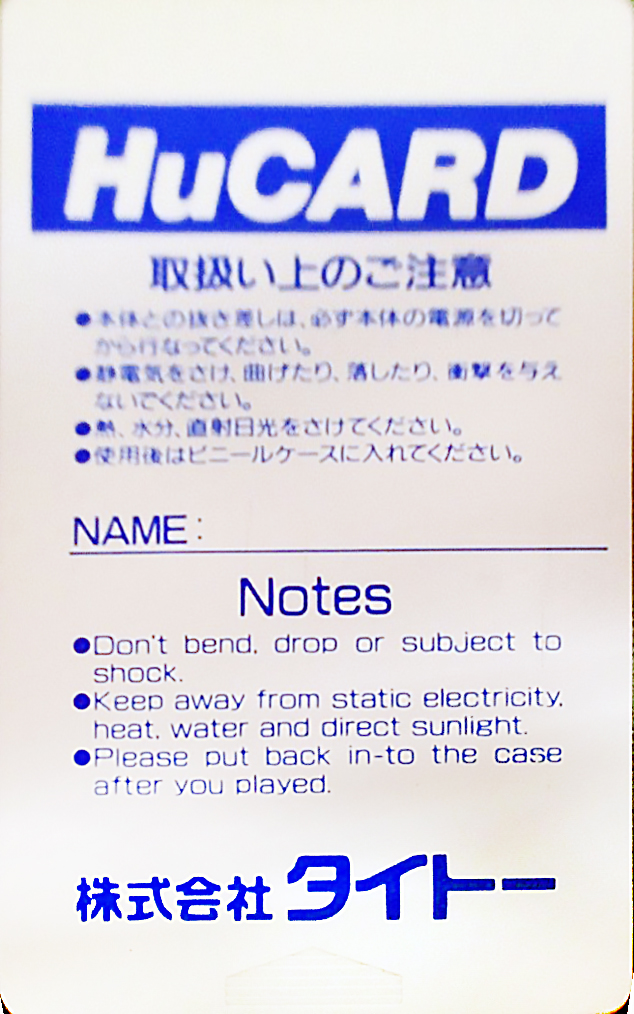 HuCARD
取扱い上のご注意
●本体との抜き差しは、必ず本体の電源を切って
から行なってください。
●静電気をさけ、曲げたり、落したり、衝撃を与え
ないでください。
●熱、水分、直射日光をさけてください。
●使用後はビニールケースに入れてください。
NAME:
Notes
●Don't bend, drop or subject to
shock.
●Keep away from static electricity,
heat, water and direct sunlight.
●Please put back in-to the case
after you played.
株式会社タイトー